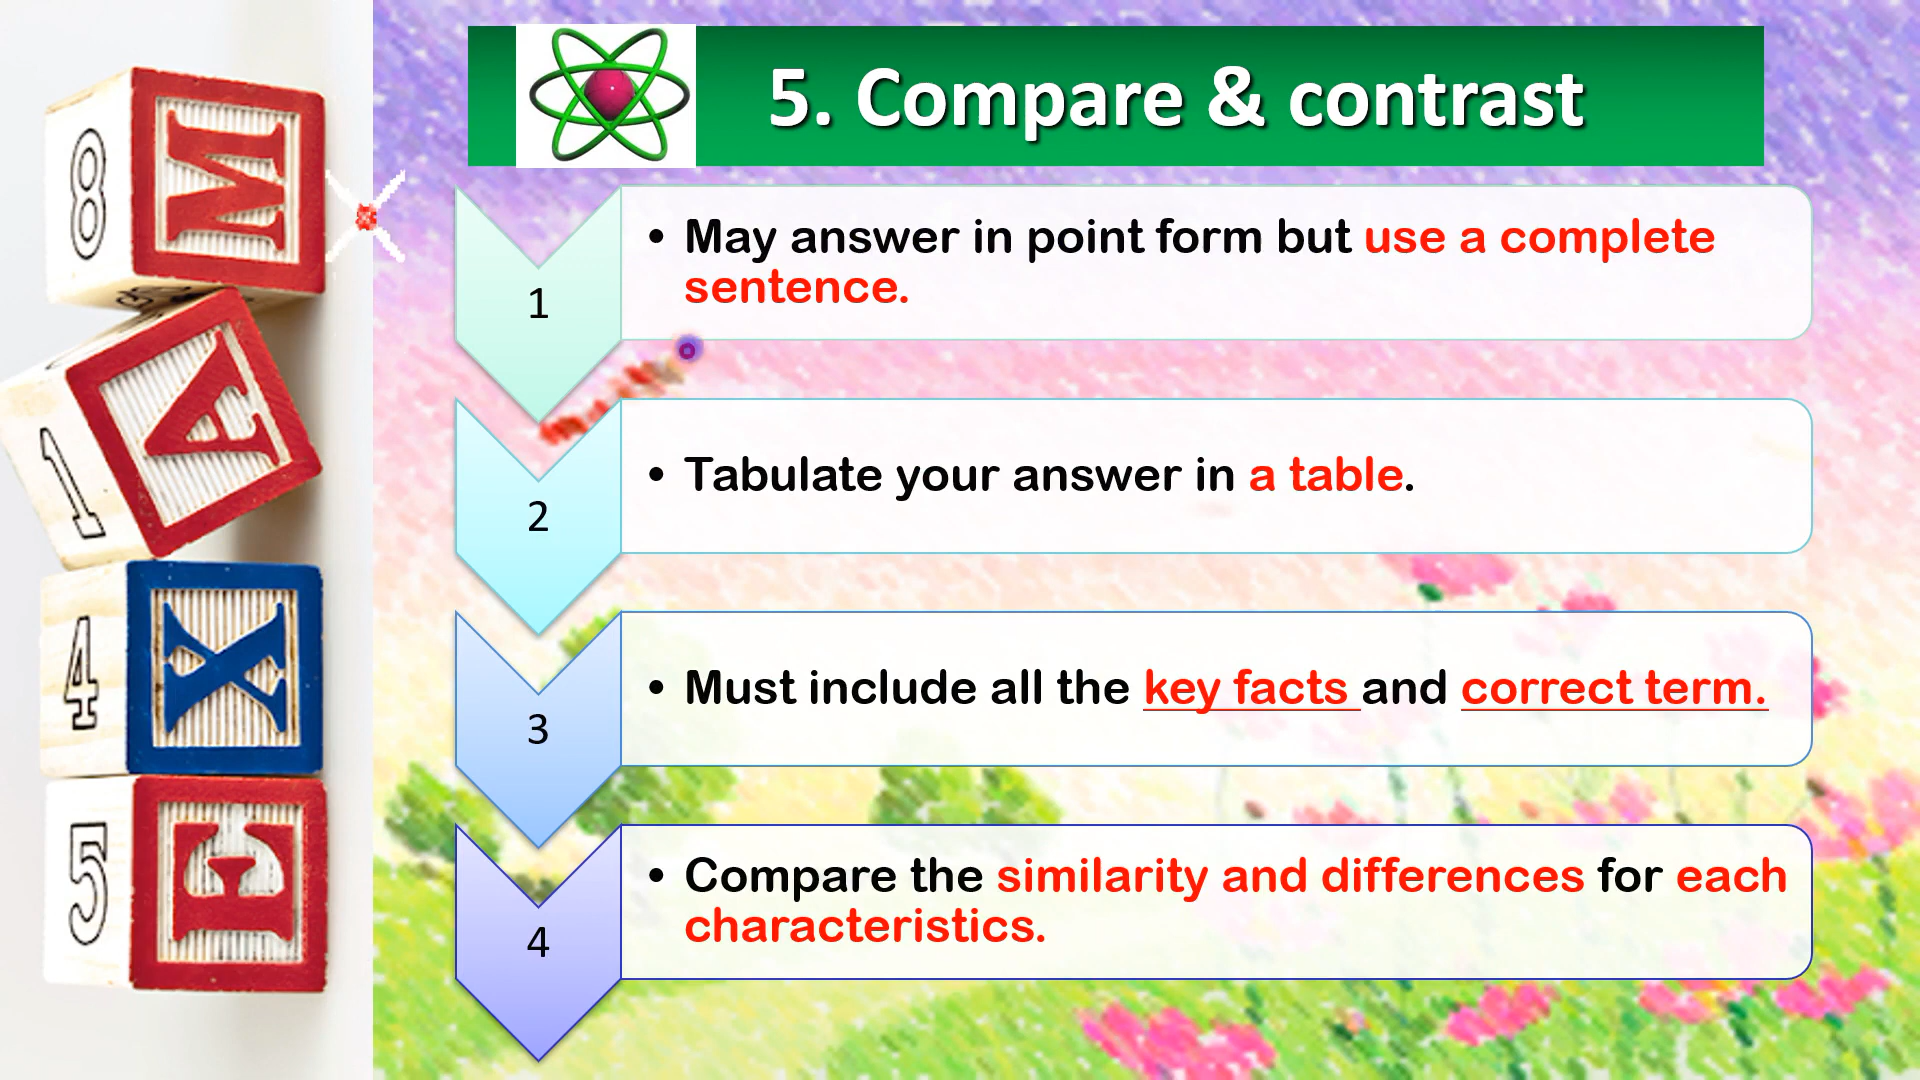 5. Compare & contrast
1
• May answer in point form but use a complete
sentence.
2
• Tabulate your answer in a table.
3
• Must include all the key facts and correct term.
4
• Compare the similarity and differences for each
characteristics.
8 M
1 A
4 X
5 E